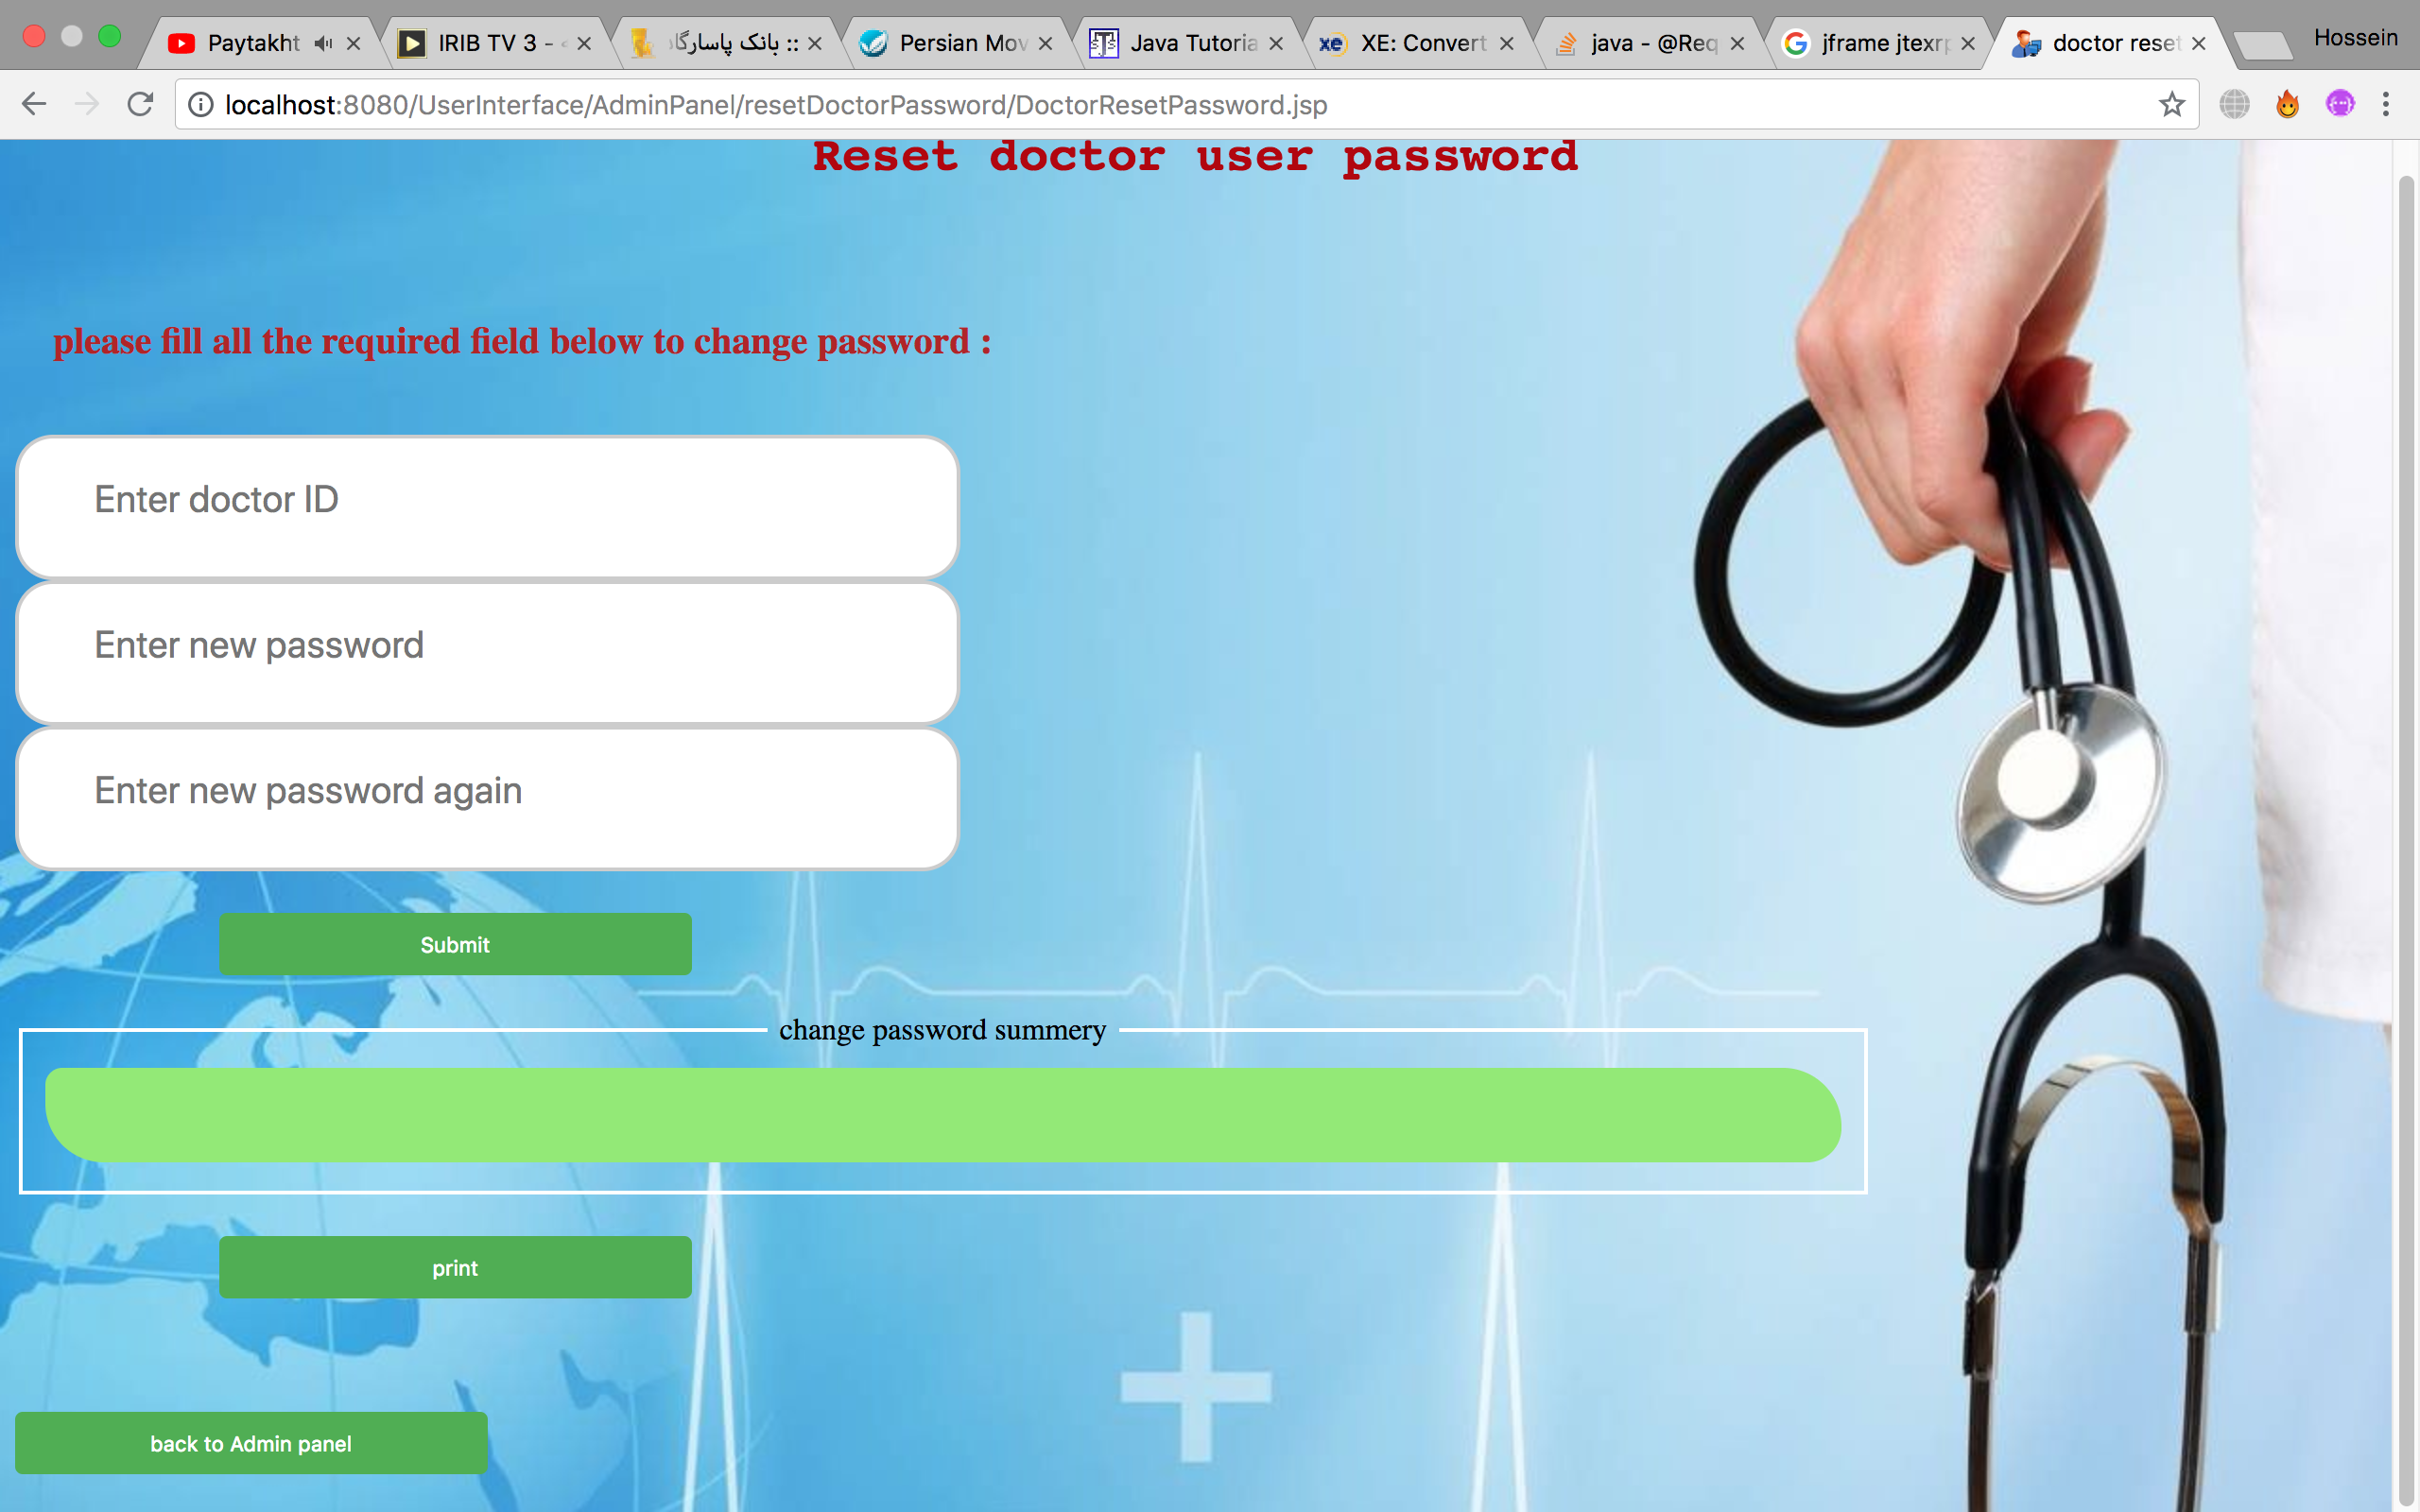 Paytakht
IRIB TV 3 -
بانک پاسارگا ::
Persian Mov
Java Tutoria
XE: Convert
java - @Req
jframe jtexrp
doctor reset
Hossein
localhost:8080/UserInterface/AdminPanel/resetDoctorPassword/DoctorResetPassword.jsp
Reset doctor user password
please fill all the required field below to change password :
Enter doctor ID
Enter new password
Enter new password again
Submit
change password summery
print
back to Admin panel